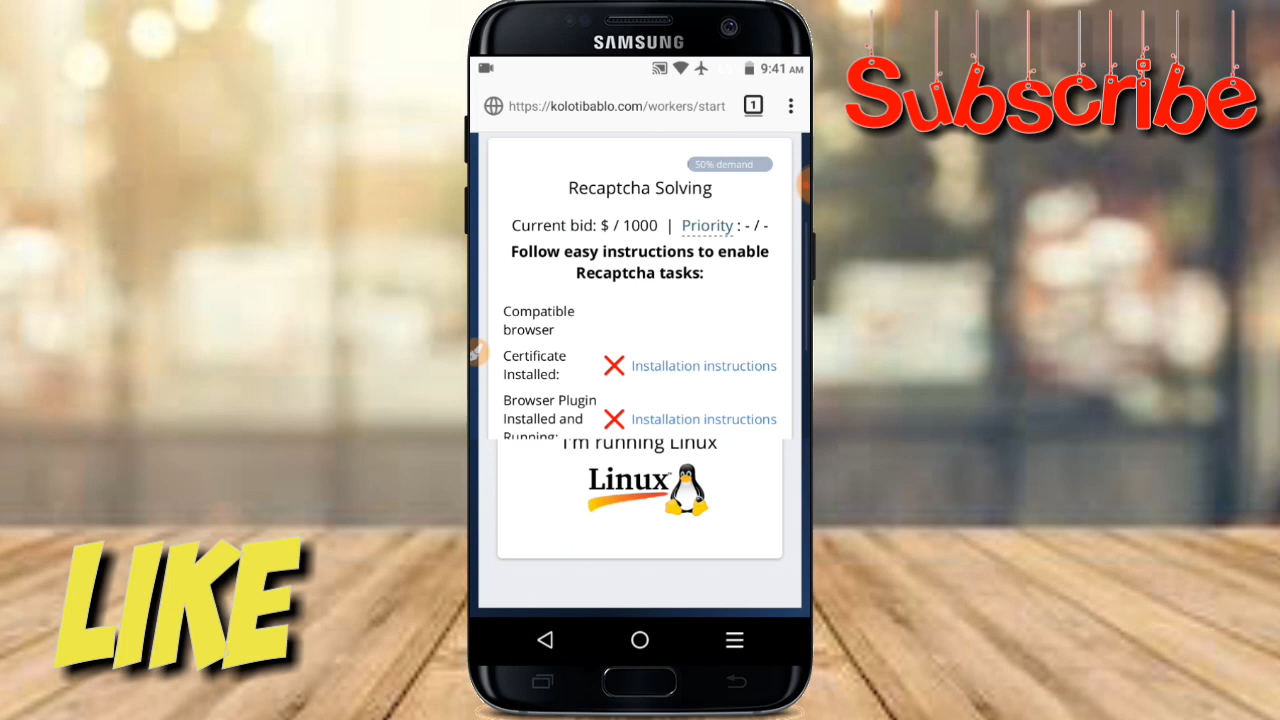 SAMSUNG
9:41 AM
https://kolotibablo.com/workers/start
1
50% demand
Recaptcha Solving
Current bid: $ / 1000 | Priority : - / -
Follow easy instructions to enable
Recaptcha tasks:
Compatible
browser
Certificate
Installed:
Installation instructions
Browser Plugin
Installed and
Running:
Installation instructions
I'm running Linux
Linux
Subscribe
LIKE